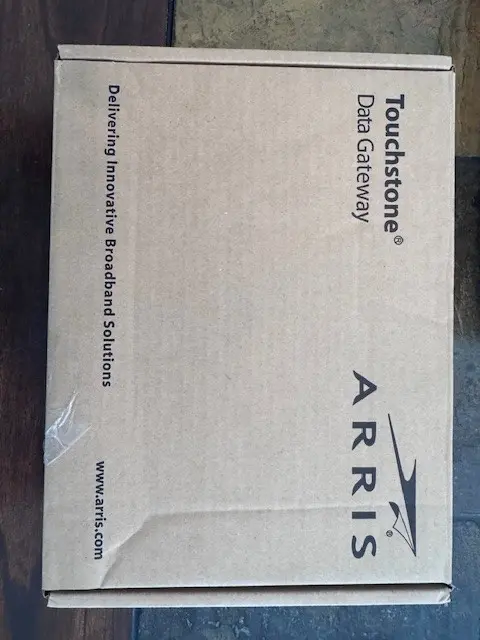 Touchstone®
Data Gateway
ARRIS®
Delivering Innovative Broadband Solutions
www.arris.com